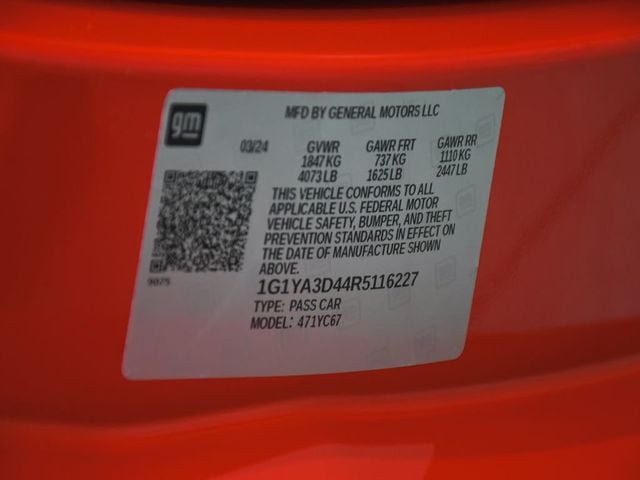 gm
MFD BY GENERAL MOTORS LLC
03/24 GVWR GAWR FRT GAWR RR
1847 KG 737 KG 1110 KG
4073 LB 1625 LB 2447 LB
THIS VEHICLE CONFORMS TO ALL
APPLICABLE U.S. FEDERAL MOTOR
VEHICLE SAFETY, BUMPER, AND THEFT
PREVENTION STANDARDS IN EFFECT ON
THE DATE OF MANUFACTURE SHOWN
ABOVE.
9075
1G1YA3D44R5116227
TYPE: PASS CAR
MODEL: 471YC67